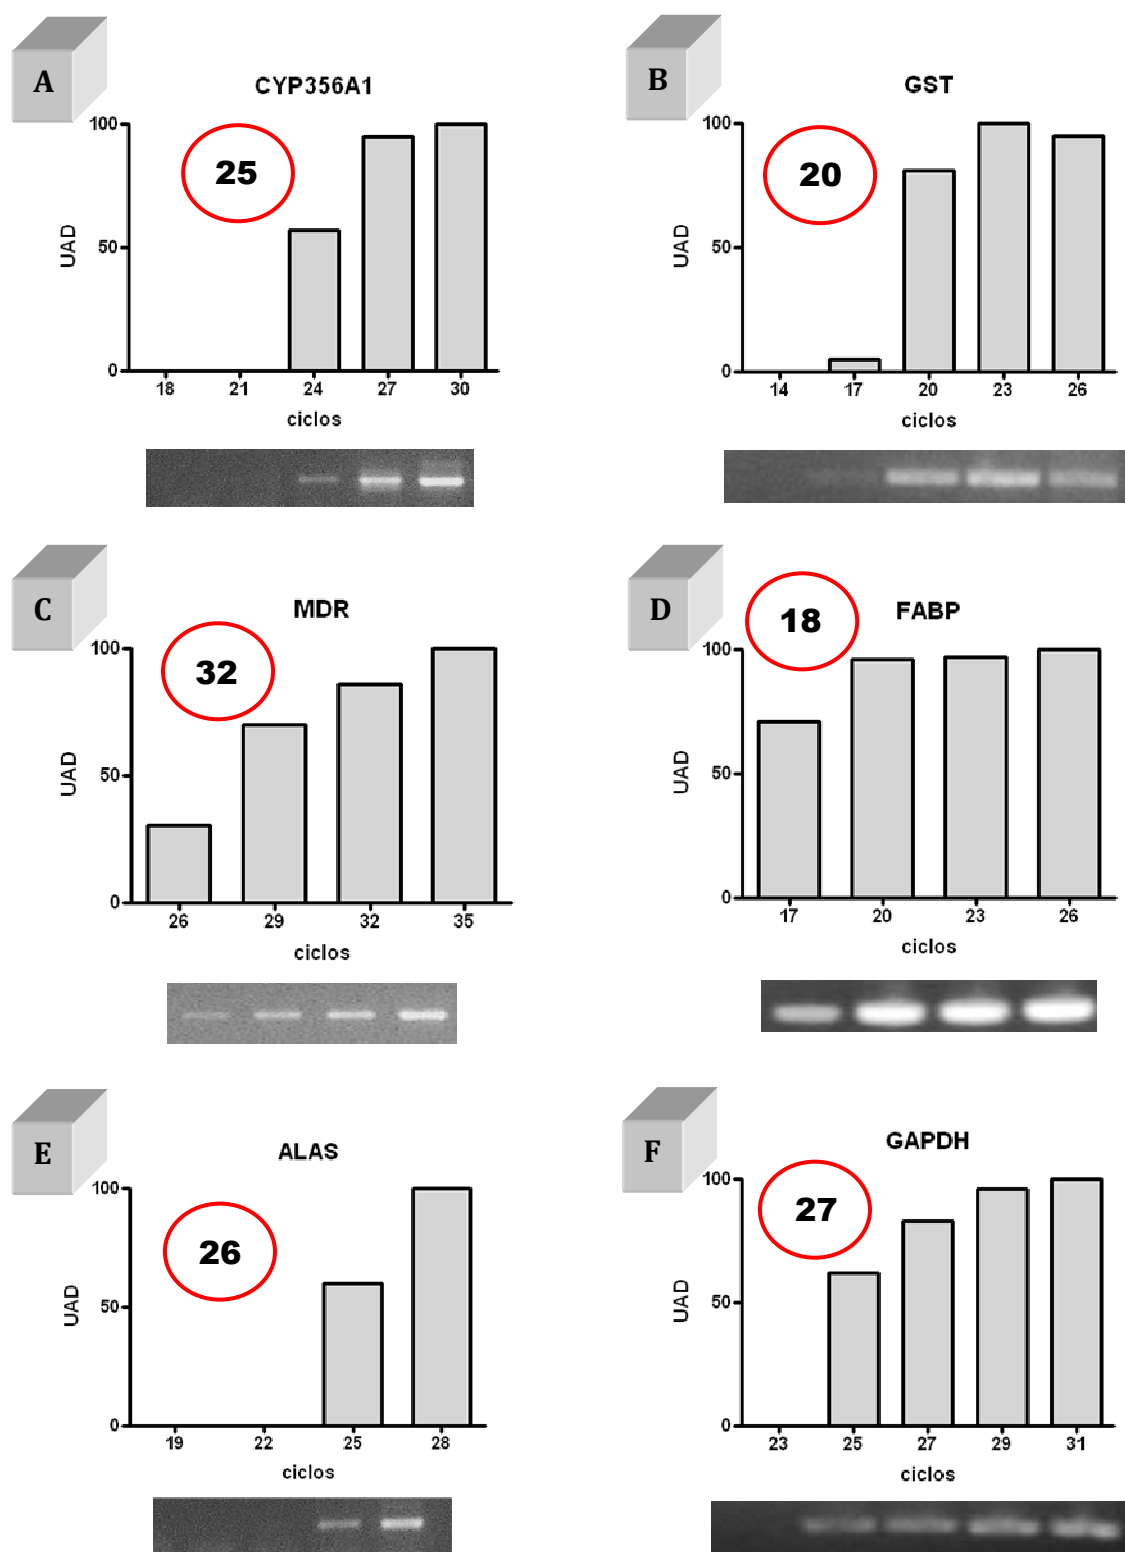 A
CYP356A1
25
100
50
0
UAD
18 21 24 27 30
ciclos
B
GST
20
100
50
0
UAD
14 17 20 23 26
ciclos
C
MDR
32
100
50
0
UAD
26 29 32 35
ciclos
D
FABP
18
100
50
0
UAD
17 20 23 26
ciclos
E
ALAS
26
100
50
0
UAD
19 22 25 28
ciclos
F
GAPDH
27
100
50
0
UAD
23 25 27 29 31
ciclos